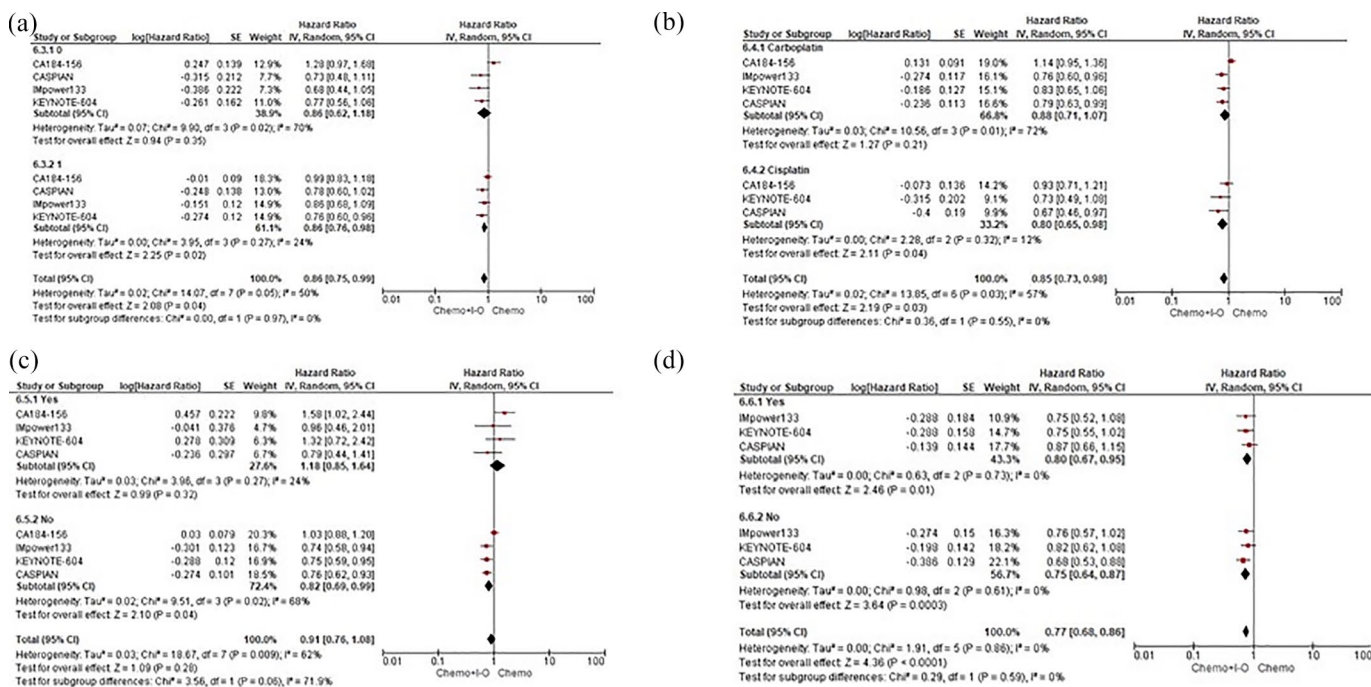 (a)
Hazard Ratio Hazard Ratio
Study or Subgroup log[Hazard Ratio] SE Weight IV, Random, 95% CI IV, Random, 95% CI
6.3.1 0
CA184-156 0.247 0.139 12.9% 1.28 [0.97, 1.68]
CASPIAN -0.315 0.212 7.7% 0.73 [0.48, 1.11]
IMpower133 -0.386 0.222 7.3% 0.68 [0.44, 1.05]
KEYNOTE-604 -0.261 0.162 11.0% 0.77 [0.56, 1.06]
Subtotal (95% CI) 38.9% 0.86 [0.62, 1.18]
Heterogeneity: Tau² = 0.07; Chi² = 9.90, df = 3 (P = 0.02); I² = 70%
Test for overall effect: Z = 0.94 (P = 0.35)
6.3.2 1
CA184-156 -0.01 0.09 18.3% 0.99 [0.83, 1.18]
CASPIAN -0.248 0.138 13.0% 0.78 [0.60, 1.02]
IMpower133 -0.151 0.12 14.9% 0.86 [0.68, 1.09]
KEYNOTE-604 -0.274 0.12 14.9% 0.76 [0.60, 0.96]
Subtotal (95% CI) 61.1% 0.86 [0.76, 0.98]
Heterogeneity: Tau² = 0.00; Chi² = 3.95, df = 3 (P = 0.27); I² = 24%
Test for overall effect: Z = 2.25 (P = 0.02)
Total (95% CI) 100.0% 0.86 [0.75, 0.99]
Heterogeneity: Tau² = 0.02; Chi² = 14.07, df = 7 (P = 0.05); I² = 50%
Test for overall effect: Z = 2.08 (P = 0.04)
Test for subgroup differences: Chi² = 0.00, df = 1 (P = 0.97), I² = 0%
0.01 0.1 1 10 100
Chemo+I-O Chemo
(b)
Hazard Ratio Hazard Ratio
Study or Subgroup log[Hazard Ratio] SE Weight IV, Random, 95% CI IV, Random, 95% CI
6.4.1 Carboplatin
CA184-156 0.131 0.091 19.0% 1.14 [0.95, 1.36]
IMpower133 -0.274 0.117 16.1% 0.76 [0.60, 0.96]
KEYNOTE-604 -0.186 0.127 15.1% 0.83 [0.65, 1.06]
CASPIAN -0.236 0.113 16.6% 0.79 [0.63, 0.99]
Subtotal (95% CI) 66.8% 0.88 [0.71, 1.07]
Heterogeneity: Tau² = 0.03; Chi² = 10.56, df = 3 (P = 0.01); I² = 72%
Test for overall effect: Z = 1.27 (P = 0.21)
6.4.2 Cisplatin
CA184-156 -0.073 0.136 14.2% 0.93 [0.71, 1.21]
KEYNOTE-604 -0.315 0.202 9.1% 0.73 [0.49, 1.08]
CASPIAN -0.4 0.19 9.9% 0.67 [0.46, 0.97]
Subtotal (95% CI) 33.2% 0.80 [0.65, 0.98]
Heterogeneity: Tau² = 0.00; Chi² = 2.28, df = 2 (P = 0.32); I² = 12%
Test for overall effect: Z = 2.11 (P = 0.04)
Total (95% CI) 100.0% 0.85 [0.73, 0.98]
Heterogeneity: Tau² = 0.02; Chi² = 13.85, df = 6 (P = 0.03); I² = 57%
Test for overall effect: Z = 2.19 (P = 0.03)
Test for subgroup differences: Chi² = 0.36, df = 1 (P = 0.55), I² = 0%
0.01 0.1 1 10 100
Chemo+I-O Chemo
(c)
Hazard Ratio Hazard Ratio
Study or Subgroup log[Hazard Ratio] SE Weight IV, Random, 95% CI IV, Random, 95% CI
6.5.1 Yes
CA184-156 0.457 0.222 9.8% 1.58 [1.02, 2.44]
IMpower133 -0.041 0.376 4.7% 0.96 [0.46, 2.01]
KEYNOTE-604 0.278 0.309 6.3% 1.32 [0.72, 2.42]
CASPIAN -0.236 0.297 6.7% 0.79 [0.44, 1.41]
Subtotal (95% CI) 27.6% 1.18 [0.85, 1.64]
Heterogeneity: Tau² = 0.03; Chi² = 3.96, df = 3 (P = 0.27); I² = 24%
Test for overall effect: Z = 0.99 (P = 0.32)
6.5.2 No
CA184-156 0.03 0.079 20.3% 1.03 [0.88, 1.20]
IMpower133 -0.301 0.123 16.7% 0.74 [0.58, 0.94]
KEYNOTE-604 -0.288 0.12 16.9% 0.75 [0.59, 0.95]
CASPIAN -0.274 0.101 18.5% 0.76 [0.62, 0.93]
Subtotal (95% CI) 72.4% 0.82 [0.69, 0.99]
Heterogeneity: Tau² = 0.02; Chi² = 9.51, df = 3 (P = 0.02); I² = 68%
Test for overall effect: Z = 2.10 (P = 0.04)
Total (95% CI) 100.0% 0.91 [0.76, 1.08]
Heterogeneity: Tau² = 0.03; Chi² = 18.67, df = 7 (P = 0.009); I² = 62%
Test for overall effect: Z = 1.09 (P = 0.28)
Test for subgroup differences: Chi² = 3.56, df = 1 (P = 0.06), I² = 71.9%
0.01 0.1 1 10 100
Chemo+I-O Chemo
(d)
Hazard Ratio Hazard Ratio
Study or Subgroup log[Hazard Ratio] SE Weight IV, Random, 95% CI IV, Random, 95% CI
6.6.1 Yes
IMpower133 -0.288 0.184 10.9% 0.75 [0.52, 1.08]
KEYNOTE-604 -0.288 0.158 14.7% 0.75 [0.55, 1.02]
CASPIAN -0.139 0.144 17.7% 0.87 [0.66, 1.15]
Subtotal (95% CI) 43.3% 0.80 [0.67, 0.95]
Heterogeneity: Tau² = 0.00; Chi² = 0.63, df = 2 (P = 0.73); I² = 0%
Test for overall effect: Z = 2.46 (P = 0.01)
6.6.2 No
IMpower133 -0.274 0.15 16.3% 0.76 [0.57, 1.02]
KEYNOTE-604 -0.198 0.142 18.2% 0.82 [0.62, 1.08]
CASPIAN -0.386 0.129 22.1% 0.68 [0.53, 0.88]
Subtotal (95% CI) 56.7% 0.75 [0.64, 0.87]
Heterogeneity: Tau² = 0.00; Chi² = 0.98, df = 2 (P = 0.61); I² = 0%
Test for overall effect: Z = 3.64 (P = 0.0003)
Total (95% CI) 100.0% 0.77 [0.68, 0.86]
Heterogeneity: Tau² = 0.00; Chi² = 1.91, df = 5 (P = 0.86); I² = 0%
Test for overall effect: Z = 4.36 (P < 0.0001)
Test for subgroup differences: Chi² = 0.29, df = 1 (P = 0.59), I² = 0%
0.01 0.1 1 10 100
Chemo+I-O Chemo